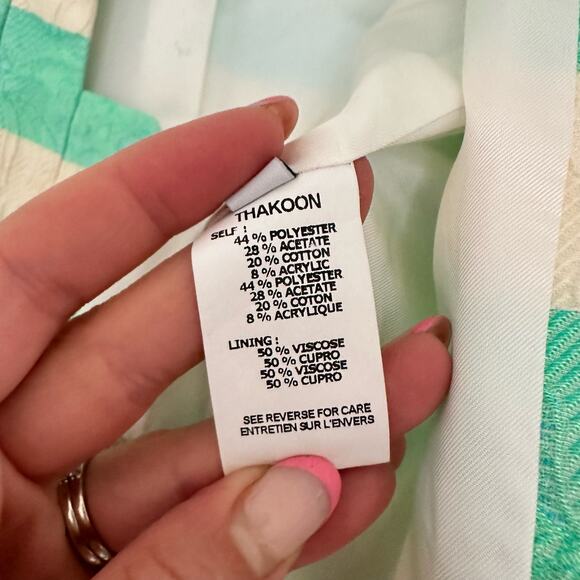 THAKOON
SELF :
44 % POLYESTER
28 % ACETATE
20 % COTTON
8 % ACRYLIC
44 % POLYESTER
28 % ACETATE
20 % COTON
8 % ACRYLIQUE
LINING :
50 % VISCOSE
50 % CUPRO
50 % VISCOSE
50 % CUPRO
SEE REVERSE FOR CARE
ENTRETIEN SUR L'ENVERS